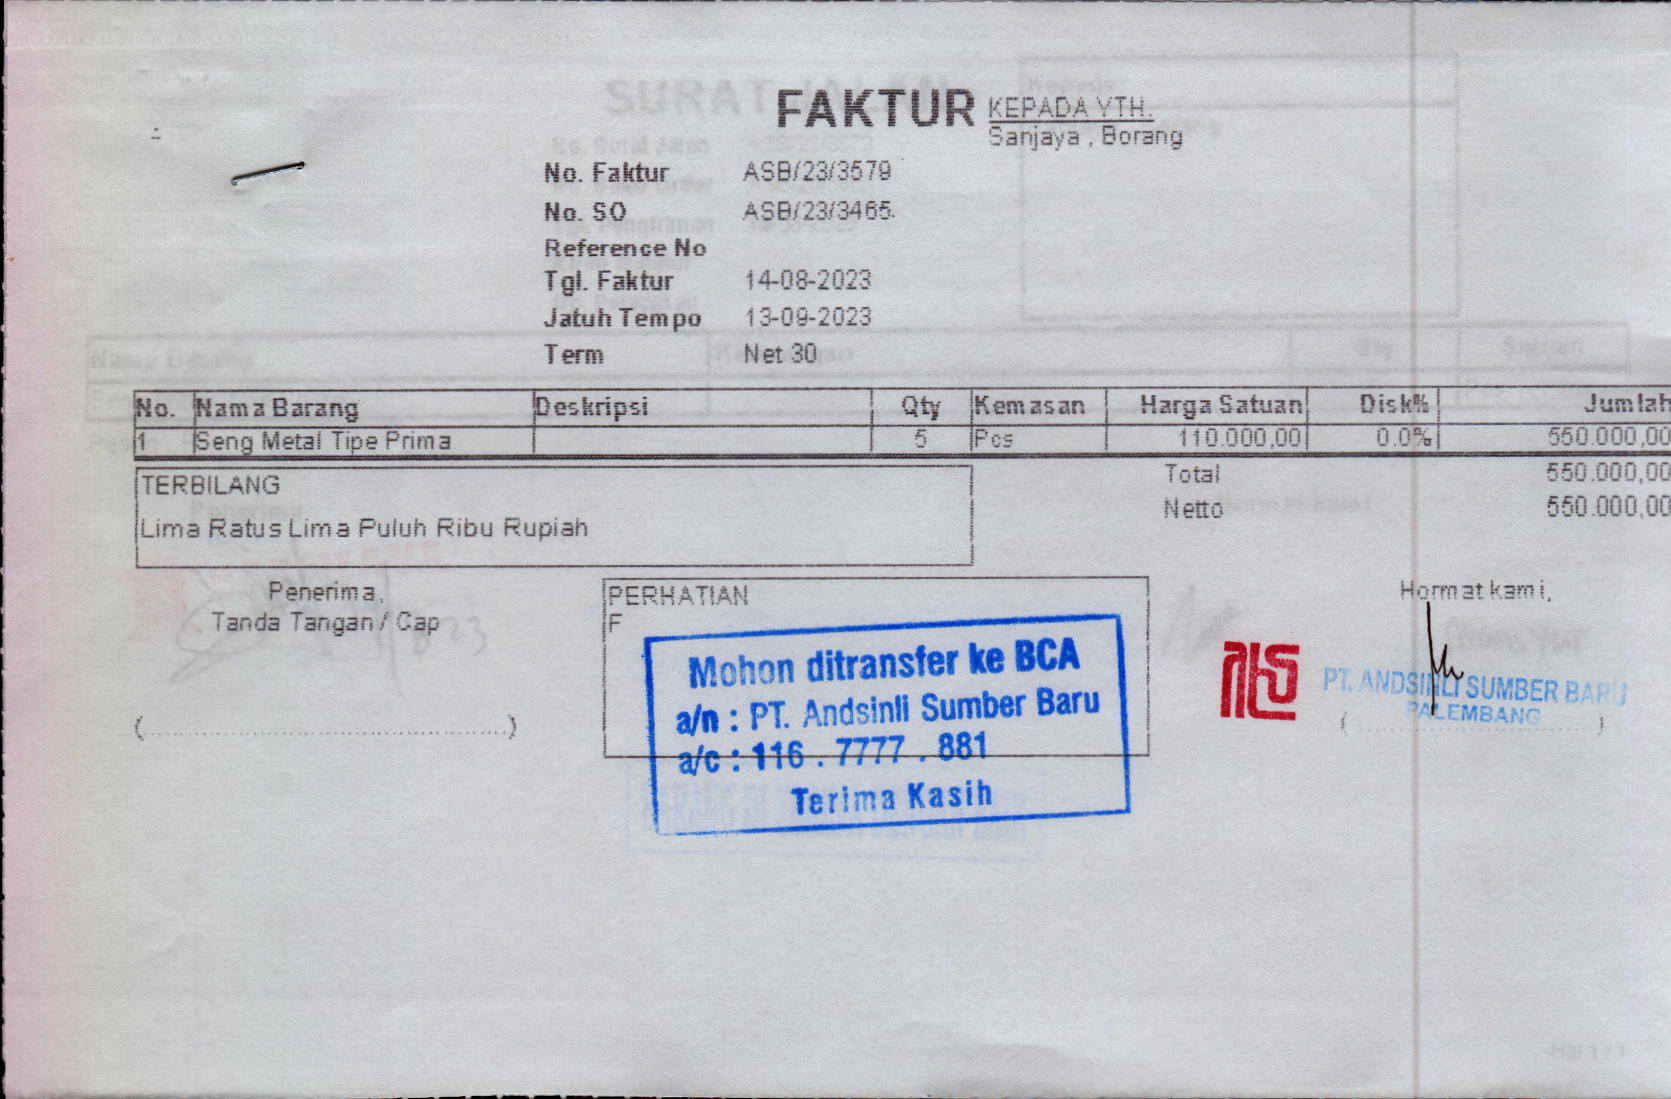 FAKTUR
KEPADA YTH.
Sanjaya , Borang
No. Faktur ASB/23/3579
No. SO ASB/23/3465
Reference No
Tgl. Faktur 14-08-2023
Jatuh Tempo 13-09-2023
Term Net 30
No. Nama Barang Deskripsi Qty Kemasan Harga Satuan Disk% Jumlah
1 Seng Metal Tipe Prima 5 Pcs 110.000,00 0.0% 550.000,00
Total 550.000,00
Netto 550.000,00
TERBILANG
Lima Ratus Lima Puluh Ribu Rupiah
Penerima,
Tanda Tangan / Cap
(..............................................)
PERHATIAN
F
Mohon ditransfer ke BCA
a/n : PT. Andsinli Sumber Baru
a/c : 116 . 7777 . 881
Terima Kasih
Hormat kami,
PT. ANDSINLI SUMBER BARU
PALEMBANG
SURAT JALAN
Hal 1 / 1